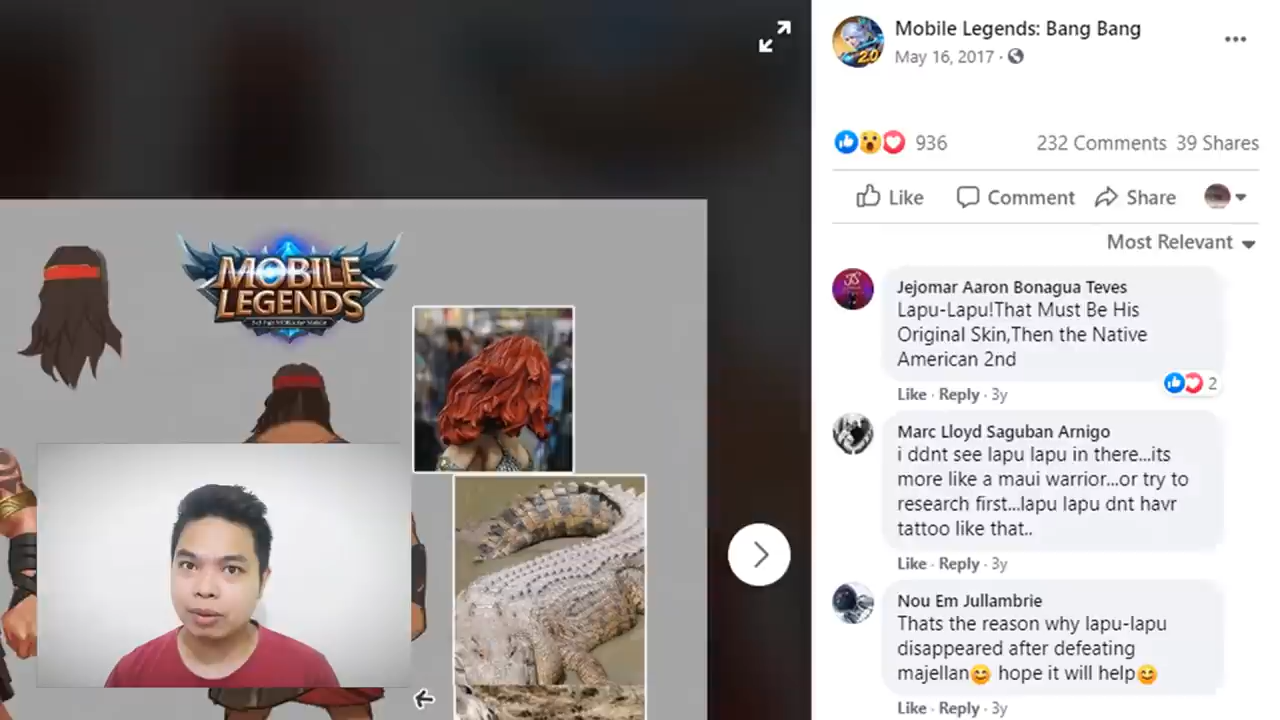 Mobile Legends: Bang Bang
May 16, 2017
2.0
936
232 Comments 39 Shares
Like
Comment
Share
Most Relevant
MOBILE
LEGENDS
Jejomar Aaron Bonagua Teves
Lapu-Lapu!That Must Be His
Original Skin,Then the Native
American 2nd
2
Like · Reply · 3y
Marc Lloyd Saguban Arnigo
i ddnt see lapu lapu in there...its
more like a maui warrior...or try to
research first...lapu lapu dnt havr
tattoo like that..
Like · Reply · 3y
Nou Em Jullambrie
Thats the reason why lapu-lapu
disappeared after defeating
majellan😊 hope it will help😊
Like · Reply · 3y